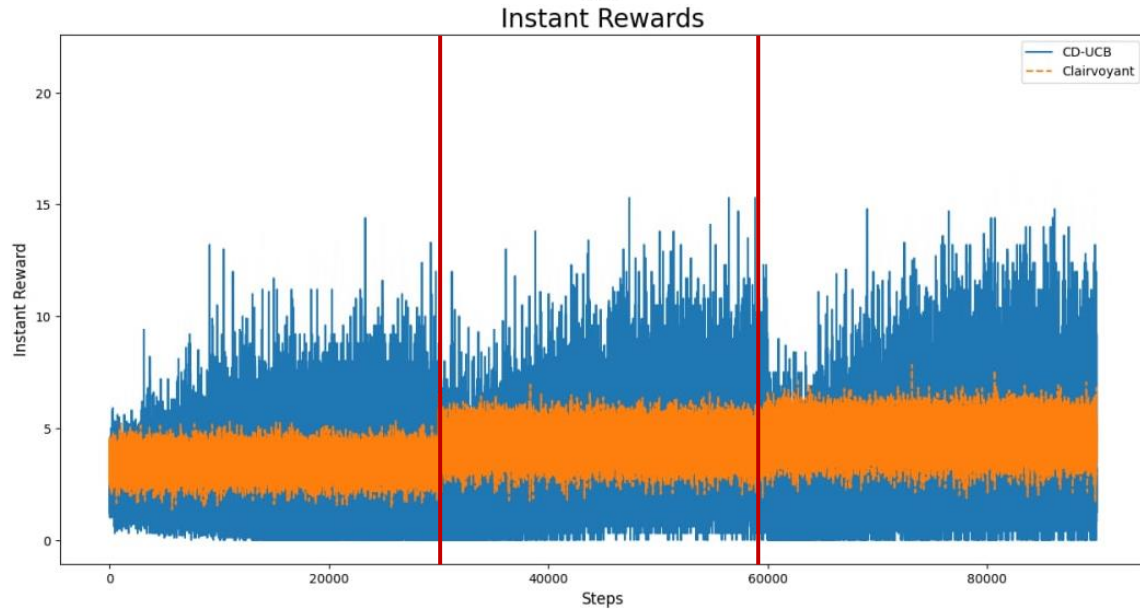 Instant Rewards
CD-UCB
Clairvoyant
20
15
10
5
0
Instant Reward
0
20000
40000
60000
80000
Steps